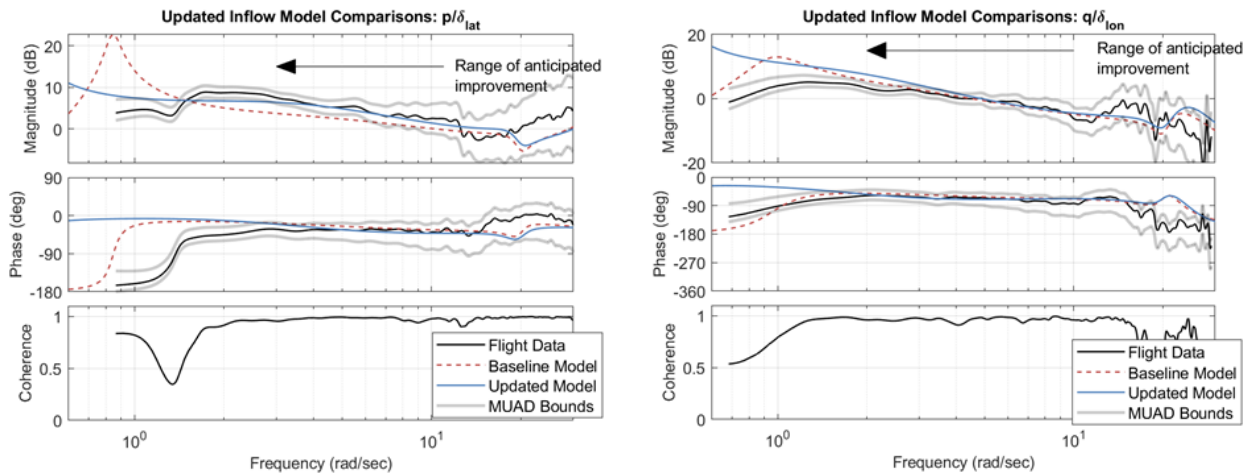 Updated Inflow Model Comparisons: p/δlat
Magnitude (dB)
20
10
0
Range of anticipated
improvement
Phase (deg)
90
0
-90
-180
Coherence
1
0.5
0
Flight Data
Baseline Model
Updated Model
MUAD Bounds
10^0
10^1
Frequency (rad/sec)
Updated Inflow Model Comparisons: q/δlon
Magnitude (dB)
20
0
-20
Range of anticipated
improvement
Phase (deg)
0
-90
-180
-270
-360
Coherence
1
0.5
0
Flight Data
Baseline Model
Updated Model
MUAD Bounds
10^0
10^1
Frequency (rad/sec)